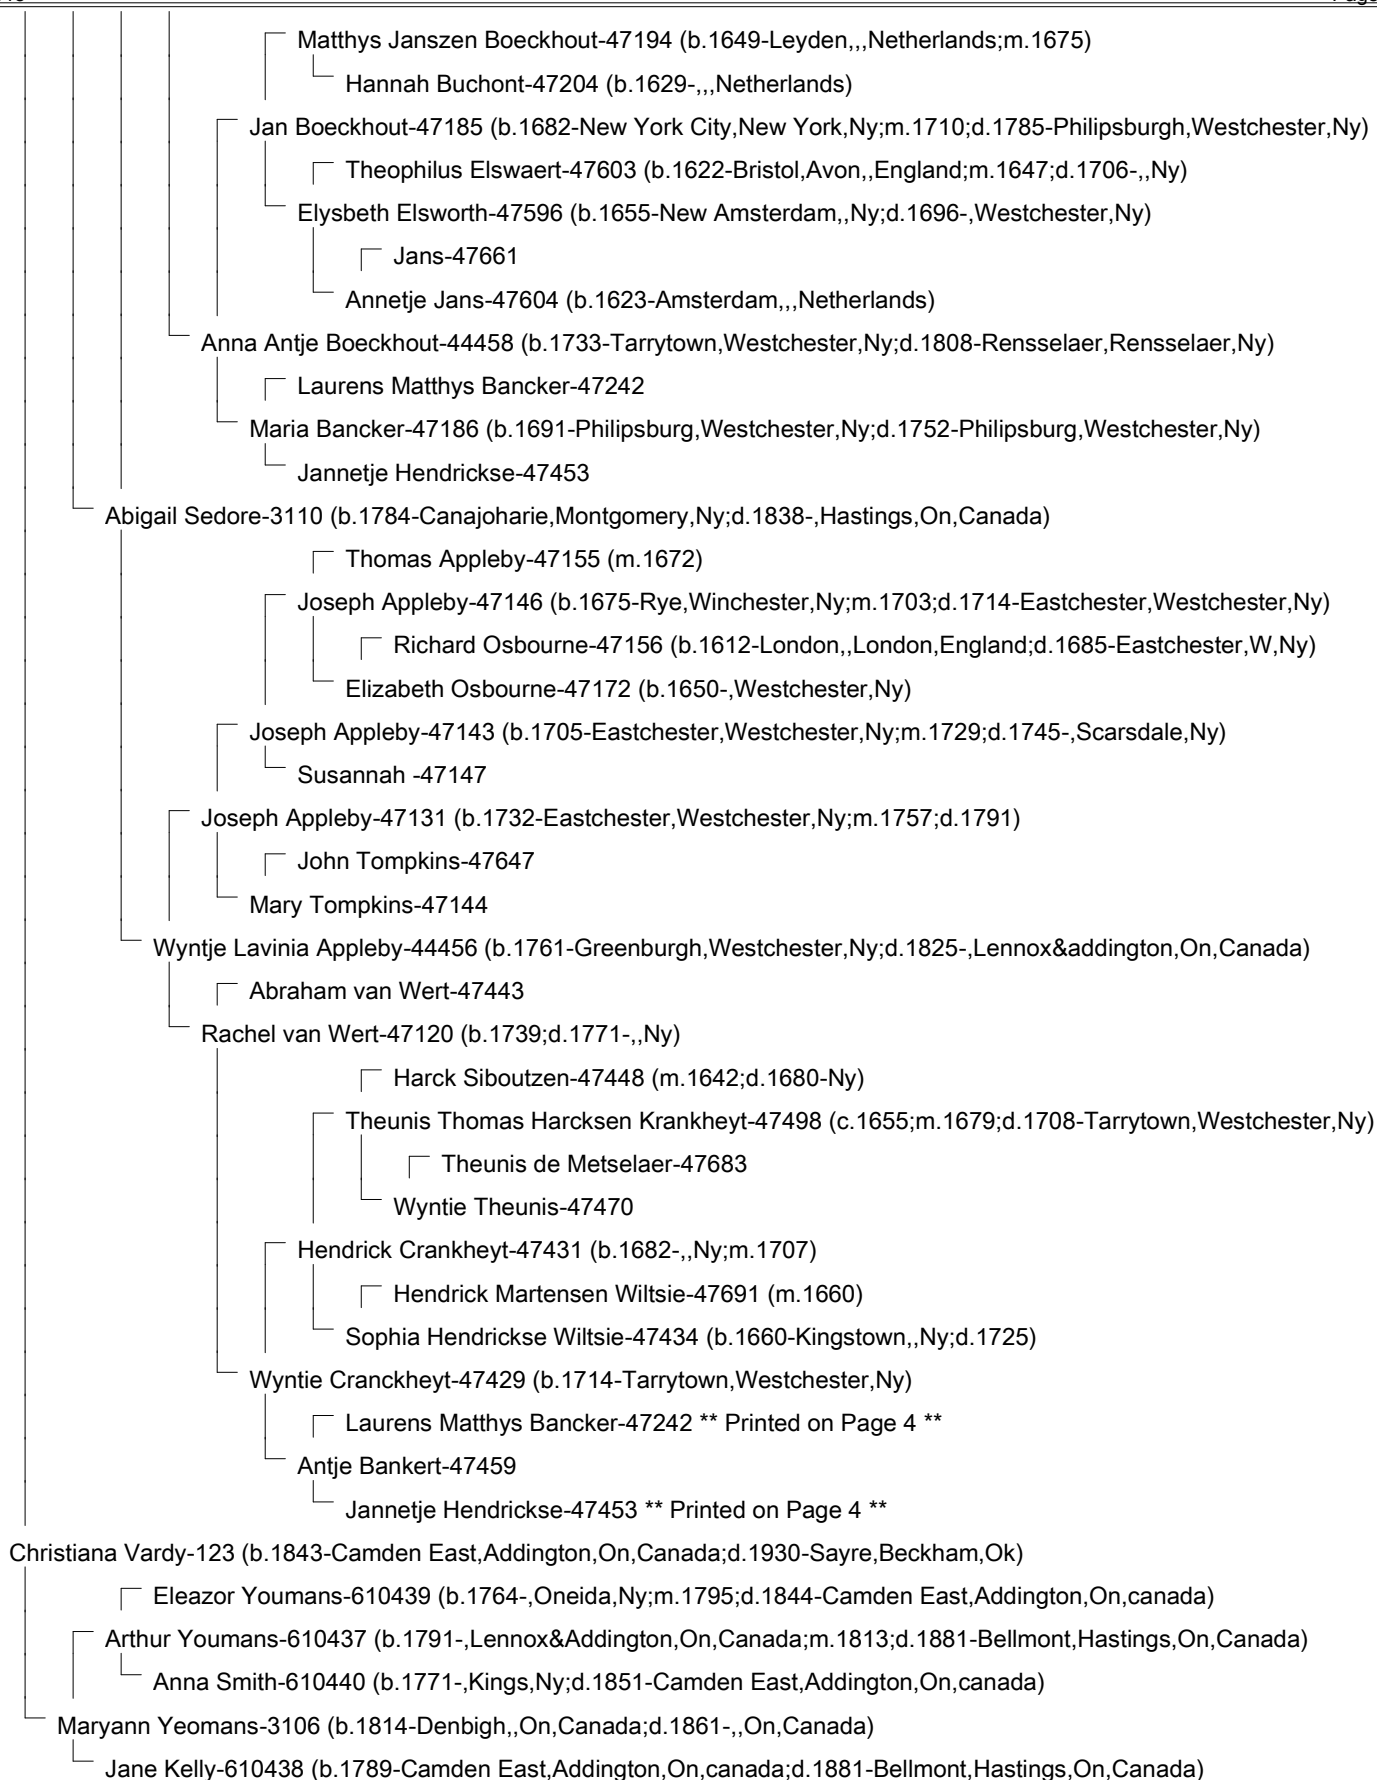 Matthys Janszen Boeckhout-47194 (b.1649-Leyden,,,Netherlands;m.1675)
Hannah Buchont-47204 (b.1629-,,,Netherlands)
Jan Boeckhout-47185 (b.1682-New York City,New York,Ny;m.1710;d.1785-Philipsburgh,Westchester,Ny)
Theophilus Elswaert-47603 (b.1622-Bristol,Avon,,England;m.1647;d.1706-,,Ny)
Elysbeth Elsworth-47596 (b.1655-New Amsterdam,,Ny;d.1696-,Westchester,Ny)
Jans-47661
Annetje Jans-47604 (b.1623-Amsterdam,,,Netherlands)
Anna Antje Boeckhout-44458 (b.1733-Tarrytown,Westchester,Ny;d.1808-Rensselaer,Rensselaer,Ny)
Laurens Matthys Bancker-47242
Maria Bancker-47186 (b.1691-Philipsburg,Westchester,Ny;d.1752-Philipsburg,Westchester,Ny)
Jannetje Hendrickse-47453
Abigail Sedore-3110 (b.1784-Canajoharie,Montgomery,Ny;d.1838-,Hastings,On,Canada)
Thomas Appleby-47155 (m.1672)
Joseph Appleby-47146 (b.1675-Rye,Winchester,Ny;m.1703;d.1714-Eastchester,Westchester,Ny)
Richard Osbourne-47156 (b.1612-London,,London,England;d.1685-Eastchester,W,Ny)
Elizabeth Osbourne-47172 (b.1650-,Westchester,Ny)
Joseph Appleby-47143 (b.1705-Eastchester,Westchester,Ny;m.1729;d.1745-,Scarsdale,Ny)
Susannah -47147
Joseph Appleby-47131 (b.1732-Eastchester,Westchester,Ny;m.1757;d.1791)
John Tompkins-47647
Mary Tompkins-47144
Wyntje Lavinia Appleby-44456 (b.1761-Greenburgh,Westchester,Ny;d.1825-,Lennox&addington,On,Canada)
Abraham van Wert-47443
Rachel van Wert-47120 (b.1739;d.1771-,,Ny)
Harck Siboutzen-47448 (m.1642;d.1680-Ny)
Theunis Thomas Harcksen Krankheyt-47498 (c.1655;m.1679;d.1708-Tarrytown,Westchester,Ny)
Theunis de Metselaer-47683
Wyntie Theunis-47470
Hendrick Crankheyt-47431 (b.1682-,,Ny;m.1707)
Hendrick Martensen Wiltsie-47691 (m.1660)
Sophia Hendrickse Wiltsie-47434 (b.1660-Kingstown,,Ny;d.1725)
Wyntie Cranckheyt-47429 (b.1714-Tarrytown,Westchester,Ny)
Laurens Matthys Bancker-47242 ** Printed on Page 4 **
Antje Bankert-47459
Jannetje Hendrickse-47453 ** Printed on Page 4 **
Christiana Vardy-123 (b.1843-Camden East,Addington,On,Canada;d.1930-Sayre,Beckham,Ok)
Eleazor Youmans-610439 (b.1764-,Oneida,Ny;m.1795;d.1844-Camden East,Addington,On,canada)
Arthur Youmans-610437 (b.1791-,Lennox&Addington,On,Canada;m.1813;d.1881-Bellmont,Hastings,On,Canada)
Anna Smith-610440 (b.1771-,Kings,Ny;d.1851-Camden East,Addington,On,canada)
Maryann Yeomans-3106 (b.1814-Denbigh,,On,Canada;d.1861-,,On,Canada)
Jane Kelly-610438 (b.1789-Camden East,Addington,On,canada;d.1881-Bellmont,Hastings,On,Canada)